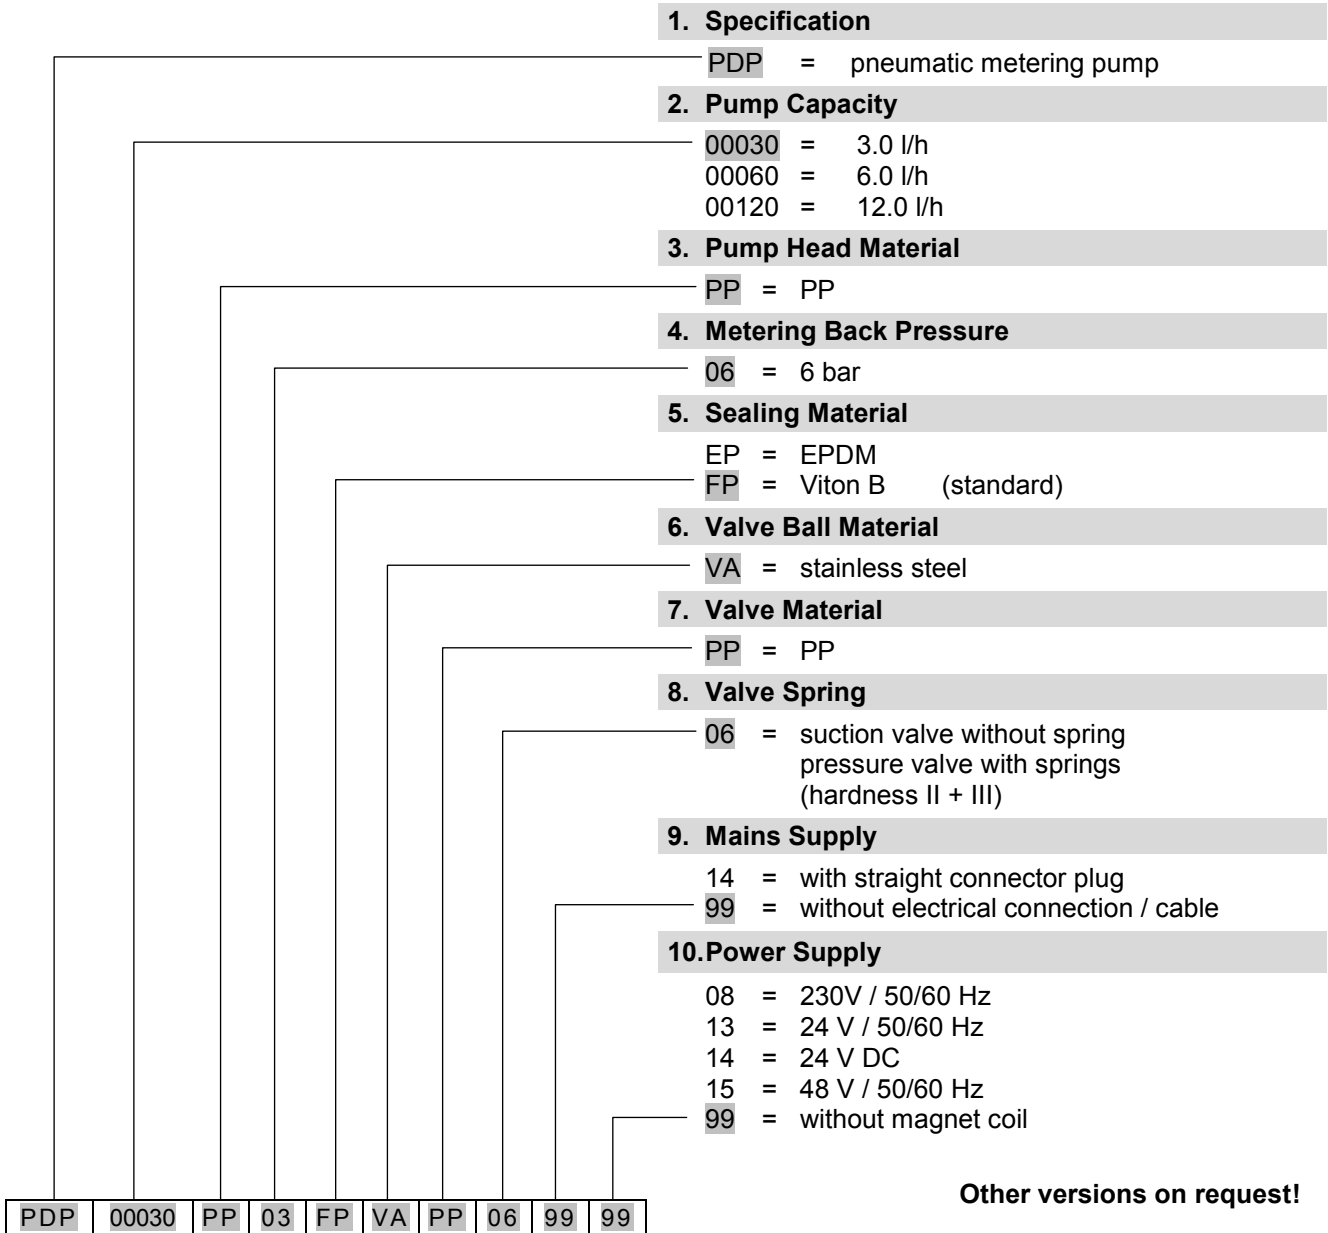 1. Specification
PDP = pneumatic metering pump
2. Pump Capacity
00030 = 3.0 l/h
00060 = 6.0 l/h
00120 = 12.0 l/h
3. Pump Head Material
PP = PP
4. Metering Back Pressure
06 = 6 bar
5. Sealing Material
EP = EPDM
FP = Viton B (standard)
6. Valve Ball Material
VA = stainless steel
7. Valve Material
PP = PP
8. Valve Spring
06 = suction valve without spring
pressure valve with springs
(hardness II + III)
9. Mains Supply
14 = with straight connector plug
99 = without electrical connection / cable
10.Power Supply
08 = 230V / 50/60 Hz
13 = 24 V / 50/60 Hz
14 = 24 V DC
15 = 48 V / 50/60 Hz
99 = without magnet coil
Other versions on request!
PDP 00030 PP 03 FP VA PP 06 99 99